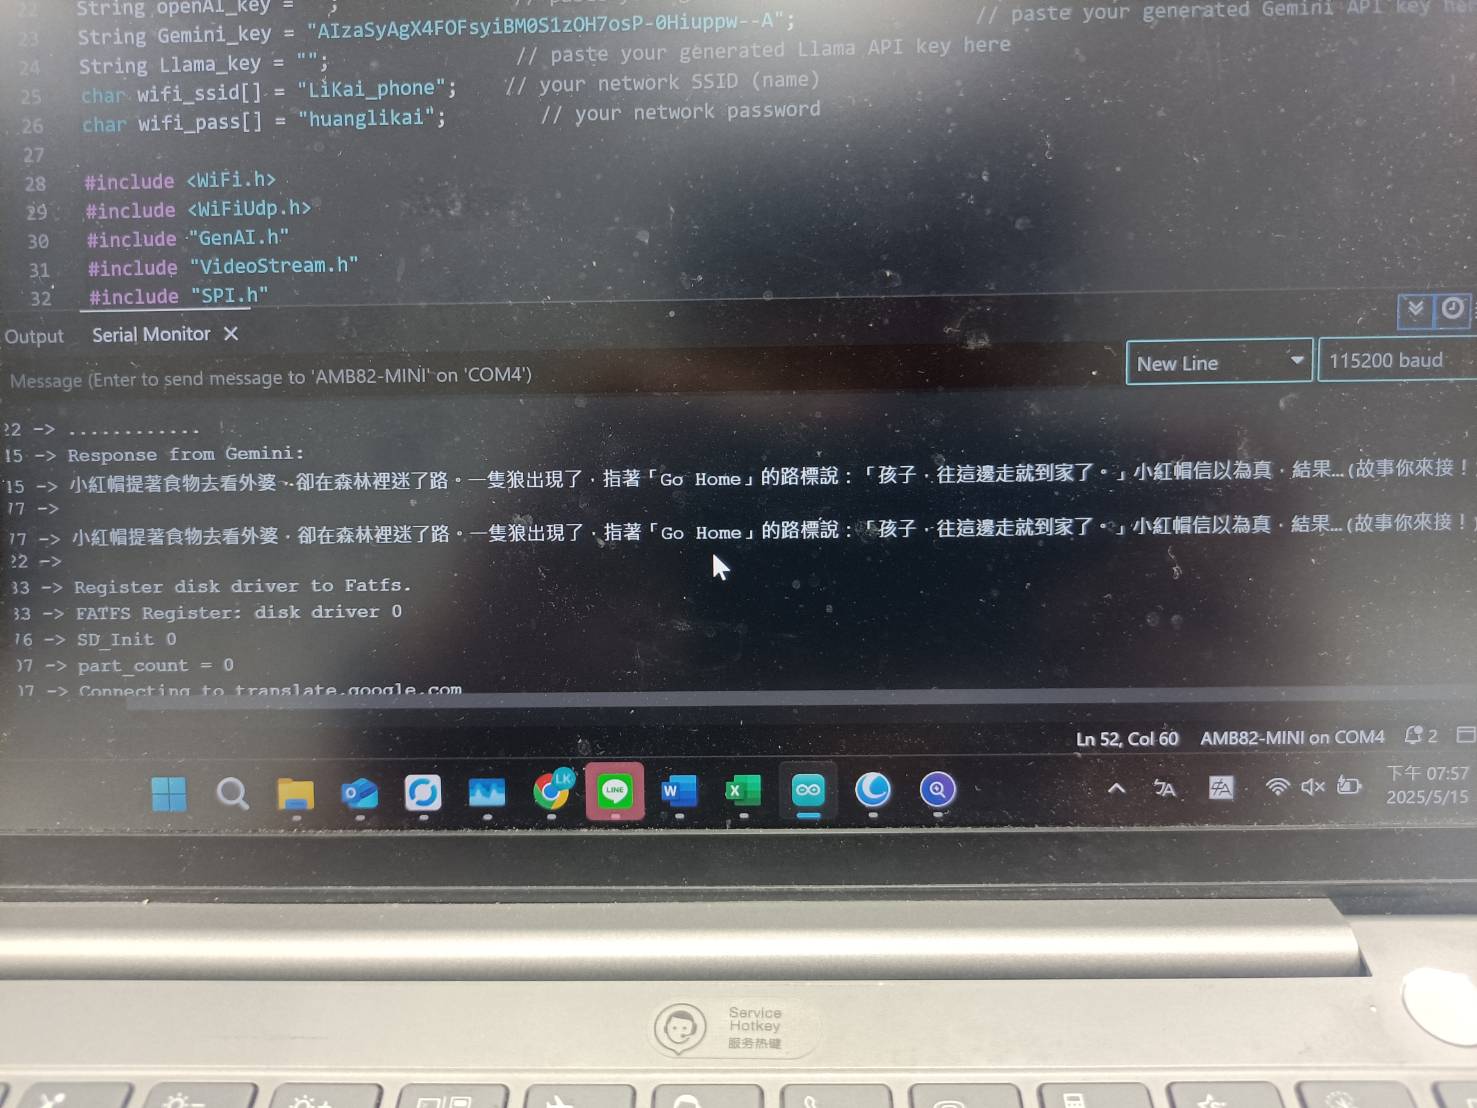 22 String openAI_key = "";
23 String Gemini_key = "AIzaSyAgX4FOFsyiBM0S1zOH7osP-0Hiuppw--A"; // paste your generated Gemini API key
24 String Llama_key = ""; // paste your generated Llama API key here
25 char wifi_ssid[] = "LiKai_phone"; // your network SSID (name)
26 char wifi_pass[] = "huanglikai"; // your network password
27
28 #include <WiFi.h>
29 #include <WiFiUdp.h>
30 #include "GenAI.h"
31 #include "VideoStream.h"
32 #include "SPI.h"
Output Serial Monitor
Message (Enter to send message to 'AMB82-MINI' on 'COM4')
New Line
115200 baud
22 -> ............
15 -> Response from Gemini:
15 -> 小紅帽提著食物去看外婆，卻在森林裡迷了路。一隻狼出現了，指著「Go Home」的路標說：「孩子，往這邊走就到家了。」小紅帽信以為真，結果…(故事你來接！
77 ->
77 -> 小紅帽提著食物去看外婆，卻在森林裡迷了路。一隻狼出現了，指著「Go Home」的路標說：「孩子，往這邊走就到家了。」小紅帽信以為真，結果…(故事你來接！
22 ->
33 -> Register disk driver to Fatfs.
33 -> FATFS Register: disk driver 0
16 -> SD_Init 0
07 -> part_count = 0
17 -> Connecting to translate.google.com
Ln 52, Col 60 AMB82-MINI on COM4 2
LK
LINE
下午 07:57
2025/5/15
Service
Hotkey
服务热键